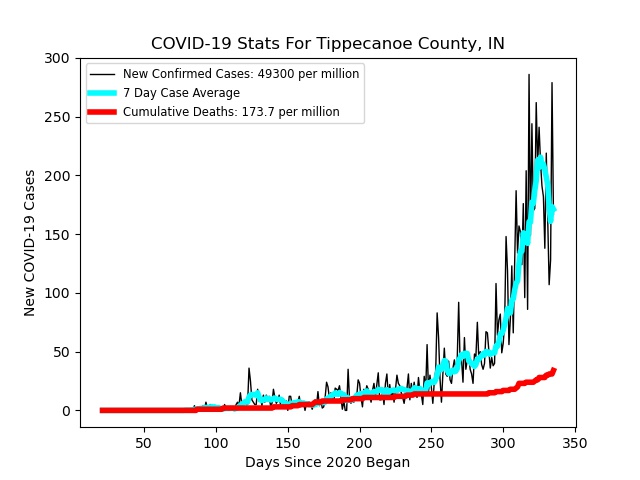 COVID-19 Stats For Tippecanoe County, IN
New Confirmed Cases: 49300 per million
7 Day Case Average
Cumulative Deaths: 173.7 per million
300
250
200
150
100
50
0
New COVID-19 Cases
50 100 150 200 250 300 350
Days Since 2020 Began